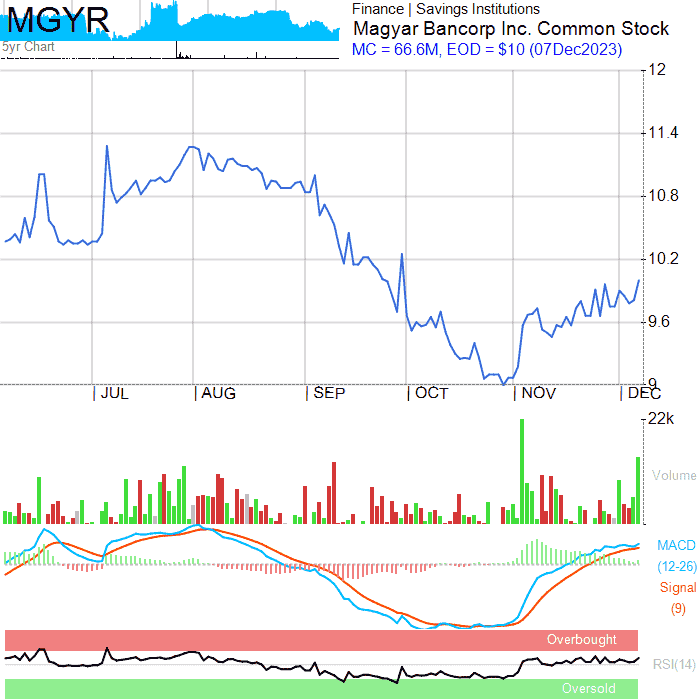 MGYR
5yr Chart
Finance | Savings Institutions
Magyar Bancorp Inc. Common Stock
MC = 66.6M, EOD = $10 (07Dec2023)
12
11.4
10.8
10.2
9.6
9
JUL
AUG
SEP
OCT
NOV
DEC
22k
Volume
MACD
(12-26)
Signal
(9)
Overbought
RSI(14)
Oversold